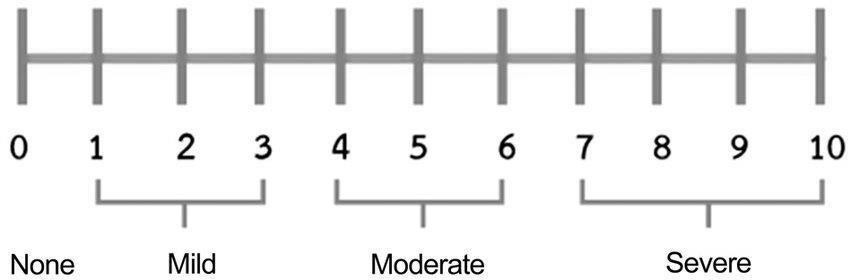 0 1 2 3 4 5 6 7 8 9 10
None Mild Moderate Severe